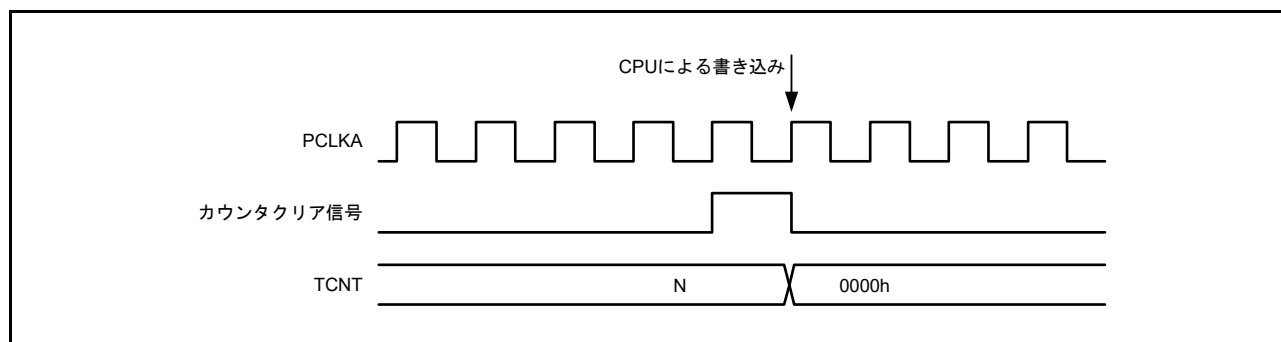 CPUによる書き込み
PCLKA
カウンタクリア信号
TCNT
N
0000h